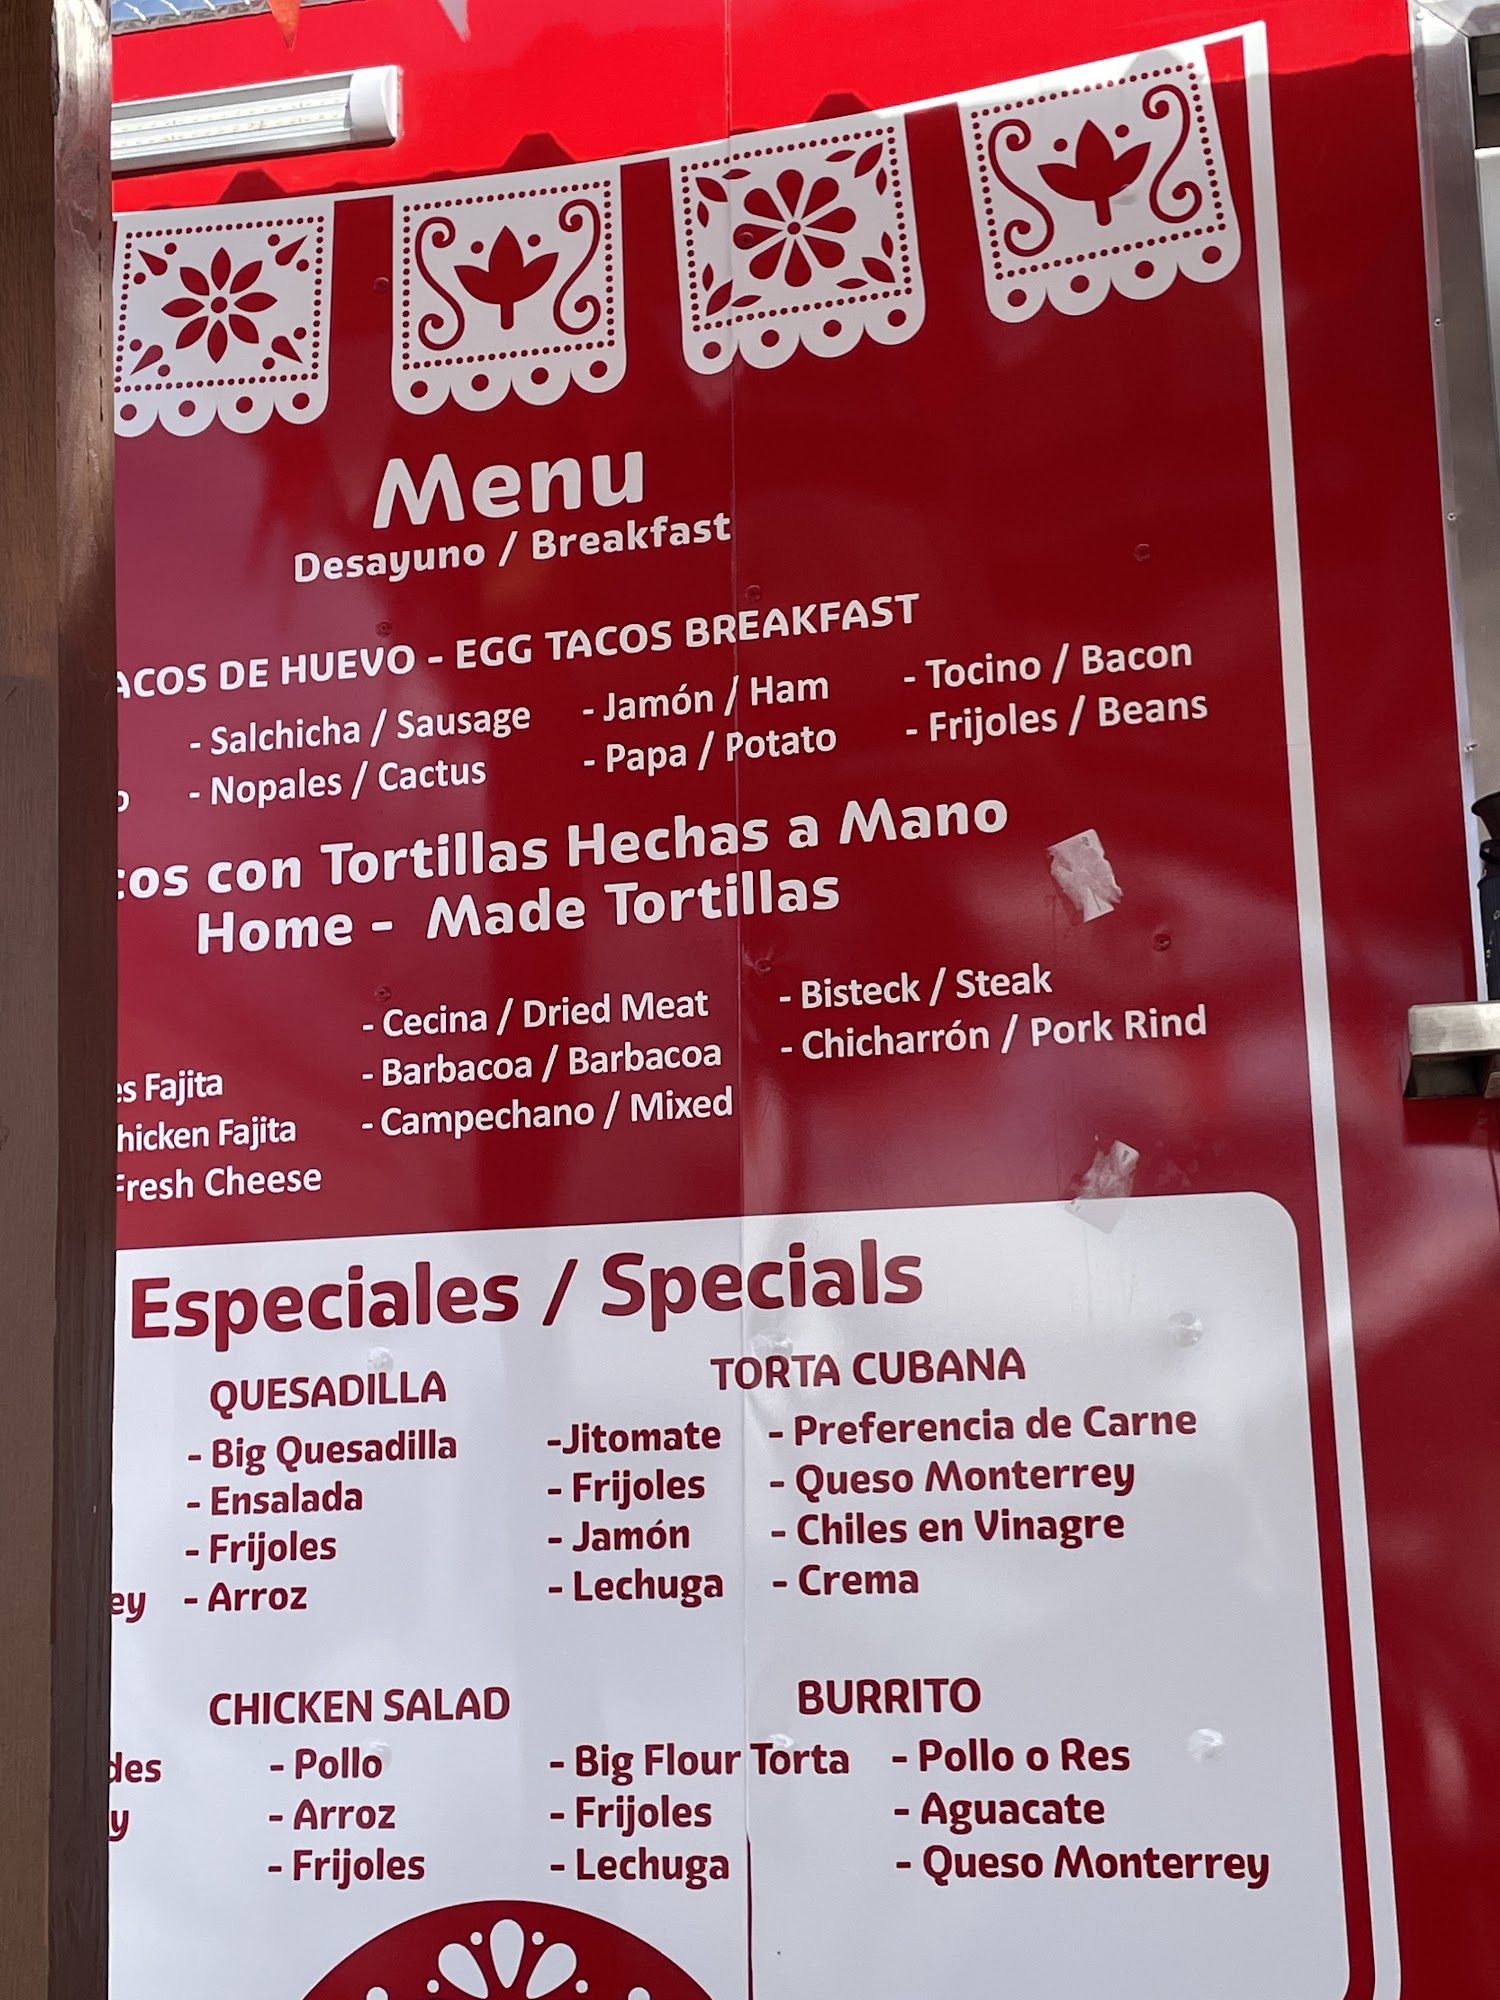 Menu
Desayuno / Breakfast
ACOS DE HUEVO - EGG TACOS BREAKFAST
- Salchicha / Sausage - Jamón / Ham - Tocino / Bacon
o - Nopales / Cactus - Papa / Potato - Frijoles / Beans
cos con Tortillas Hechas a Mano
Home - Made Tortillas
- Cecina / Dried Meat - Bisteck / Steak
es Fajita - Barbacoa / Barbacoa - Chicharrón / Pork Rind
hicken Fajita - Campechano / Mixed
Fresh Cheese
Especiales / Specials
QUESADILLA
- Big Quesadilla
- Ensalada
- Frijoles
ey - Arroz
TORTA CUBANA
-Jitomate - Preferencia de Carne
- Frijoles - Queso Monterrey
- Jamón - Chiles en Vinagre
- Lechuga - Crema
CHICKEN SALAD
des - Pollo
y - Arroz
- Frijoles
BURRITO
- Big Flour Torta - Pollo o Res
- Frijoles - Aguacate
- Lechuga - Queso Monterrey